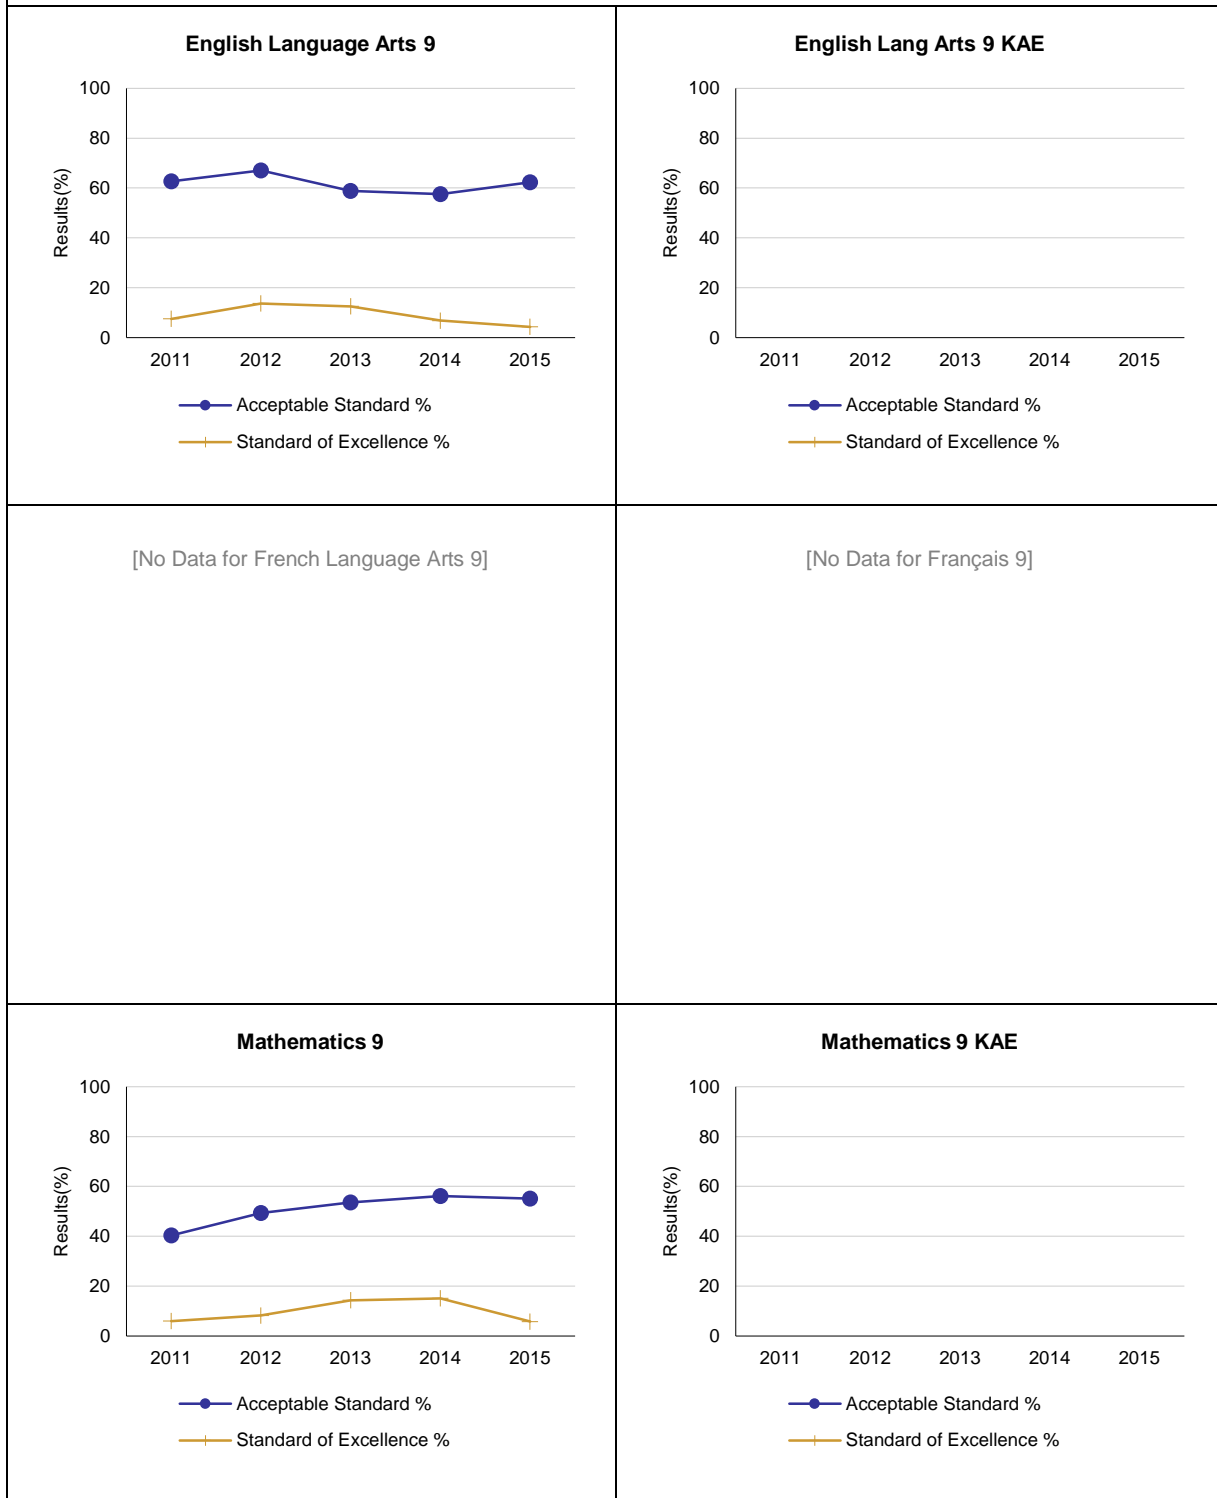 English Language Arts 9
100
80
60
40
20
0
Results(%)
2011 2012 2013 2014 2015
Acceptable Standard %
Standard of Excellence %
English Lang Arts 9 KAE
100
80
60
40
20
0
Results(%)
2011 2012 2013 2014 2015
Acceptable Standard %
Standard of Excellence %
[No Data for French Language Arts 9]
[No Data for Français 9]
Mathematics 9
100
80
60
40
20
0
Results(%)
2011 2012 2013 2014 2015
Acceptable Standard %
Standard of Excellence %
Mathematics 9 KAE
100
80
60
40
20
0
Results(%)
2011 2012 2013 2014 2015
Acceptable Standard %
Standard of Excellence %